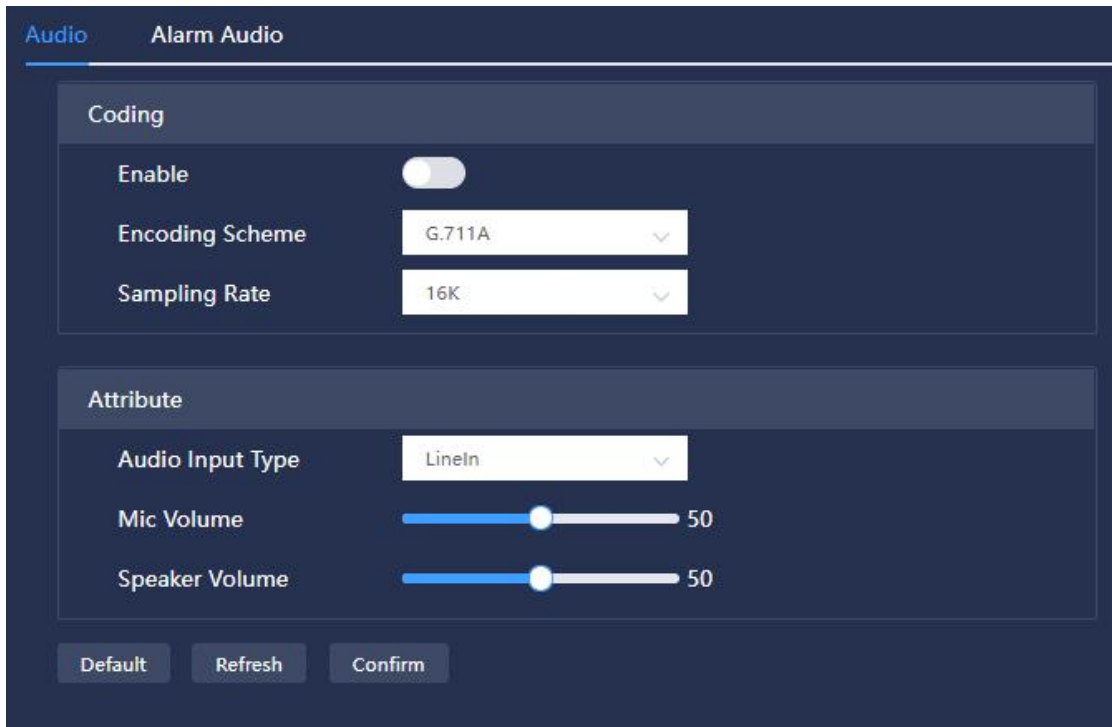 Audio Alarm Audio
Coding
Enable
Encoding Scheme G.711A
Sampling Rate 16K
Attribute
Audio Input Type LineIn
Mic Volume 50
Speaker Volume 50
Default Refresh Confirm